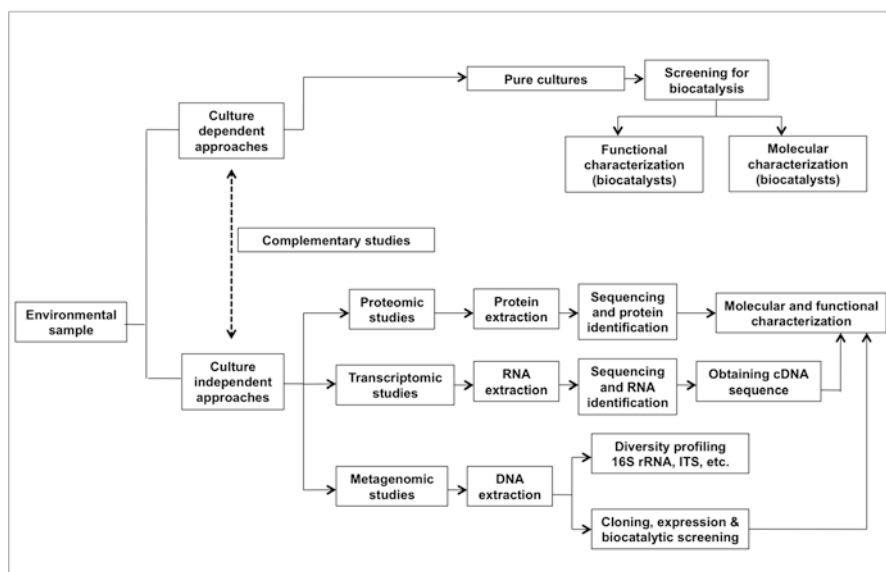 Pure cultures
Screening for
biocatalysis
Culture
dependent
approaches
Functional
characterization
(biocatalysts)
Molecular
characterization
(biocatalysts)
Complementary studies
Environmental
sample
Proteomic
studies
Protein
extraction
Sequencing
and protein
identification
Molecular and functional
characterization
Culture
independent
approaches
Transcriptomic
studies
RNA
extraction
Sequencing
and RNA
identification
Obtaining cDNA
sequence
Metagenomic
studies
DNA
extraction
Diversity profiling
16S rRNA, ITS, etc.
Cloning, expression &
biocatalytic screening